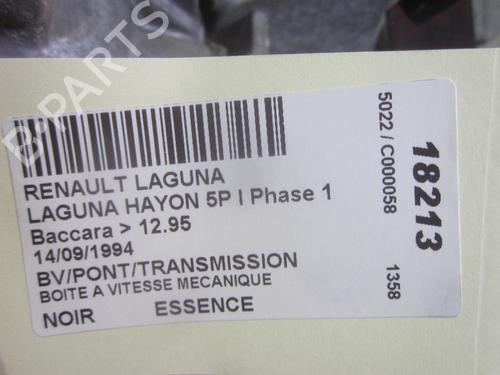 RENAULT LAGUNA
LAGUNA HAYON 5P I Phase 1
Baccara > 12.95
14/09/1994
BV/PONT/TRANSMISSION
BOITE A VITESSE MECANIQUE
NOIR ESSENCE
5022 / C000058
18213
1358
B-PARTS